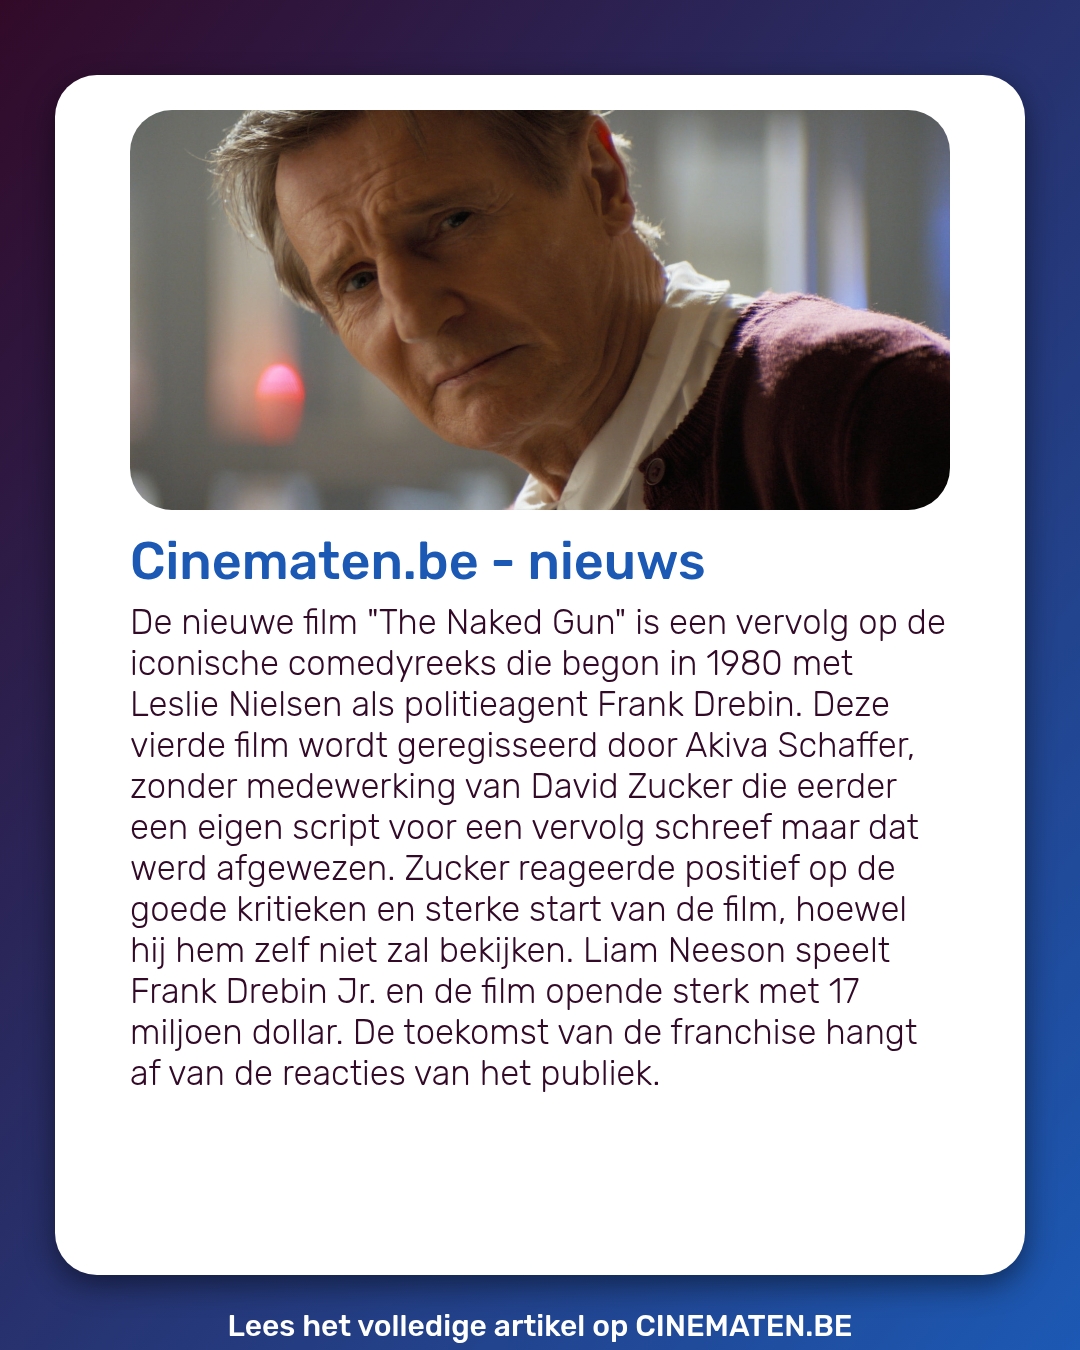 Cinematen.be - nieuws
De nieuwe film "The Naked Gun" is een vervolg op de
iconische comedyreeks die begon in 1980 met
Leslie Nielsen als politieagent Frank Drebin. Deze
vierde film wordt geregisseerd door Akiva Schaffer,
zonder medewerking van David Zucker die eerder
een eigen script voor een vervolg schreef maar dat
werd afgewezen. Zucker reageerde positief op de
goede kritieken en sterke start van de film, hoewel
hij hem zelf niet zal bekijken. Liam Neeson speelt
Frank Drebin Jr. en de film opende sterk met 17
miljoen dollar. De toekomst van de franchise hangt
af van de reacties van het publiek.
Lees het volledige artikel op CINEMATEN.BE